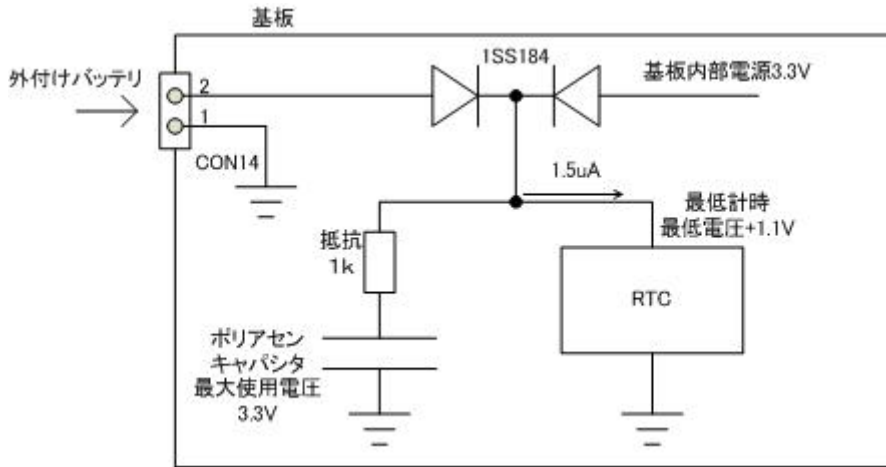 基板
1SS184
外付けバッテリ
基板内部電源3.3V
2
1
CON14
1.5uA
最低計時
最低電圧+1.1V
抵抗
1k
RTC
ポリアセン
キャパシタ
最大使用電圧
3.3V